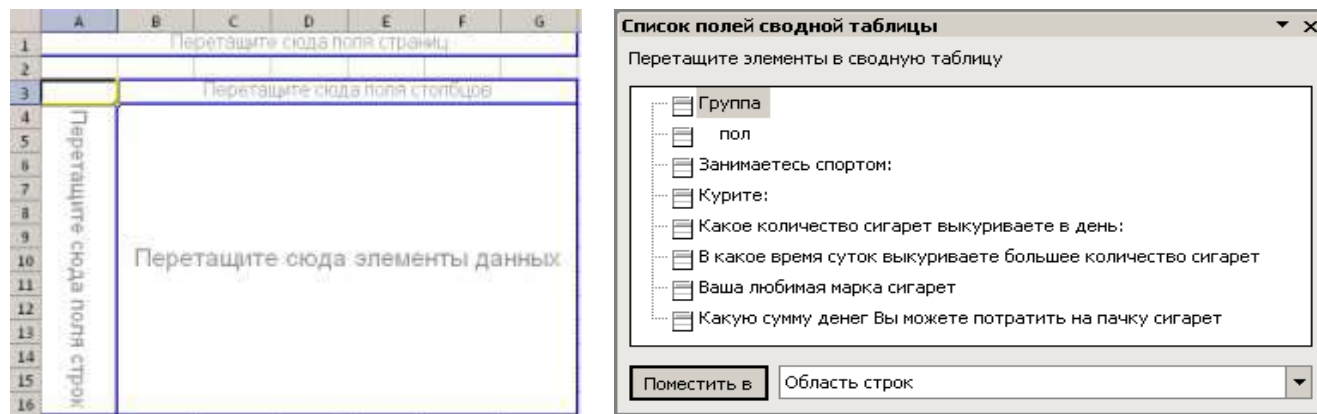 A B C D E F G
1 Перетащите сюда поля страниц
2
3 Перетащите сюда поля столбцов
4
5
6
7
8
9
10 Перетащите сюда элементы данных
11
12
13
14
15
16
Перетащите сюда поля строк
Список полей сводной таблицы
Перетащите элементы в сводную таблицу
Группа
пол
Занимаетесь спортом:
Курите:
Какое количество сигарет выкуриваете в день:
В какое время суток выкуриваете большее количество сигарет
Ваша любимая марка сигарет
Какую сумму денег Вы можете потратить на пачку сигарет
Поместить в Область строк